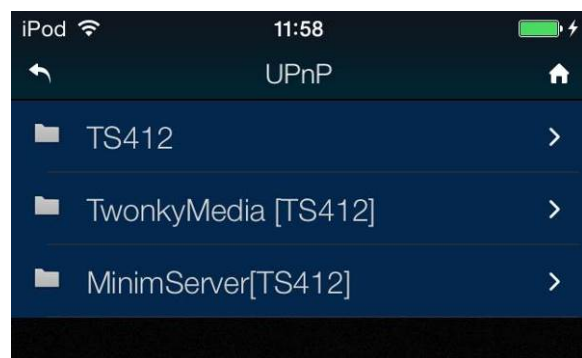 iPod 11:58
UPnP
TS412
TwonkyMedia [TS412]
MinimServer[TS412]